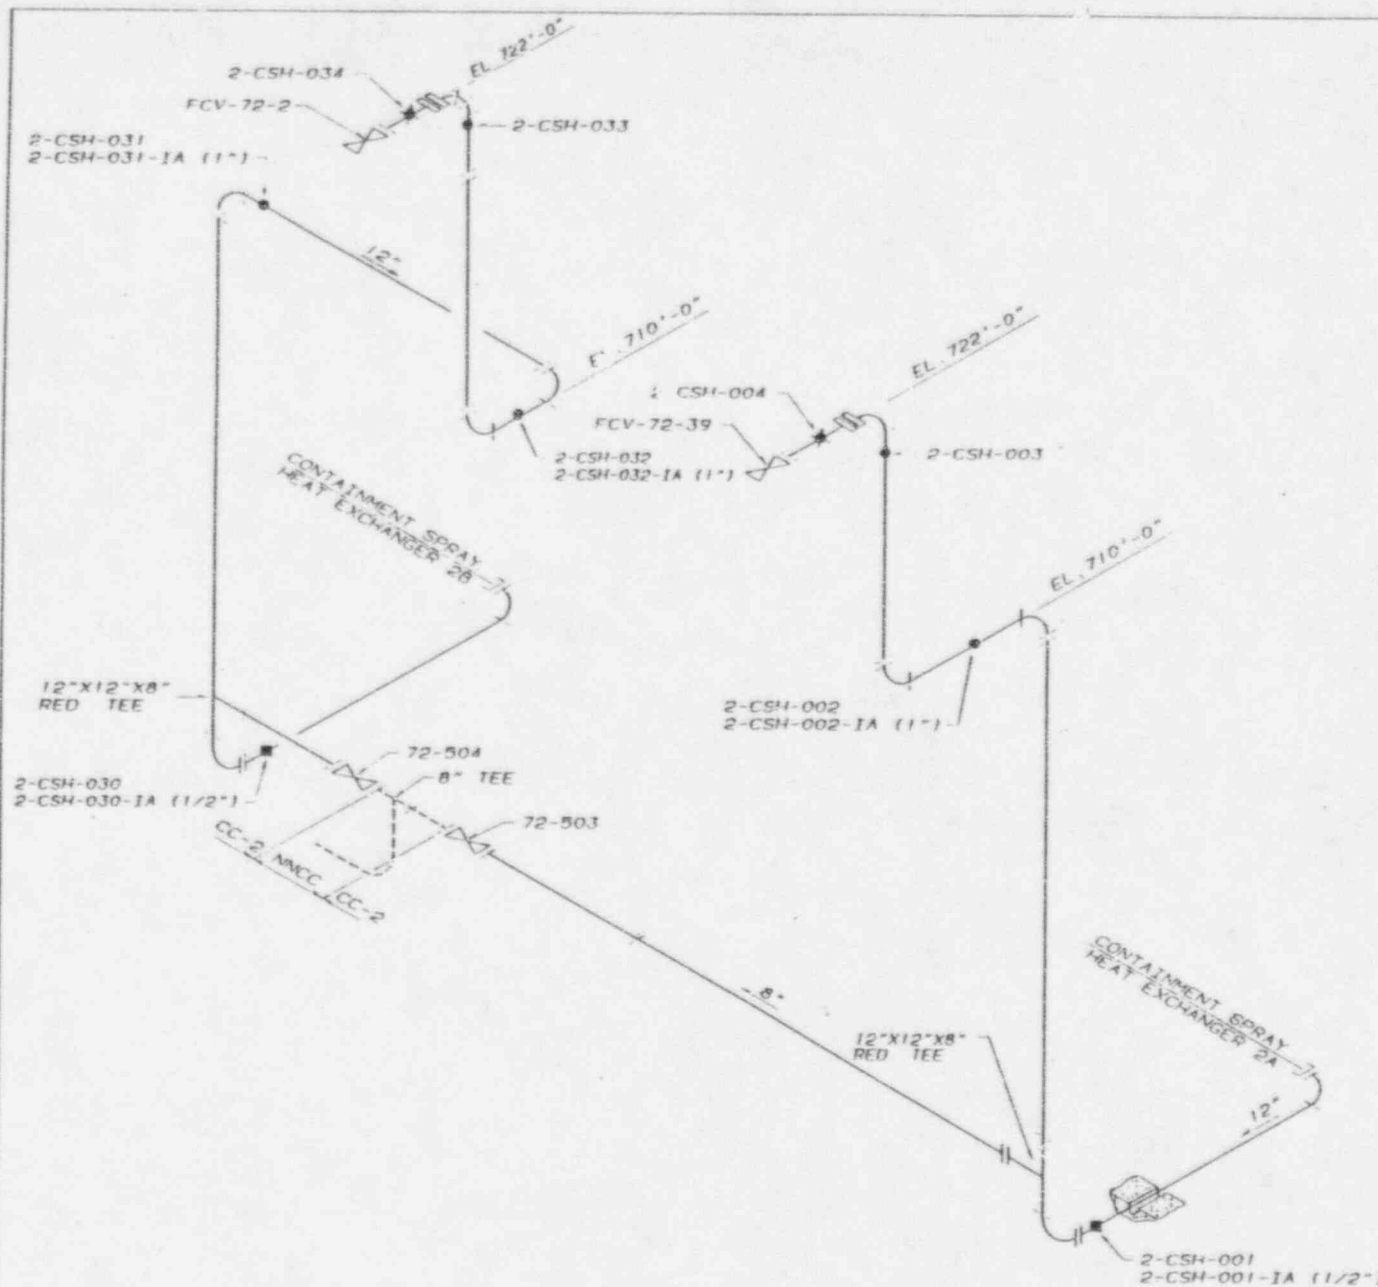 EL 722'-0"
2-CSH-034
FCV-72-2
2-CSH-033
2-CSH-031
2-CSH-031-IA (1")
12"
EL. 722'-0"
710'-0"
CSH-004
FCV-72-39
2-CSH-003
2-CSH-032
2-CSH-032-IA (1")
CONTAINMENT SPRAY
HEAT EXCHANGER 2B
EL. 710'-0"
12"X12"X8"
RED TEE
2-CSH-002
2-CSH-002-IA (1")
72-504
8" TEE
2-CSH-030
2-CSH-030-IA (1/2")
72-503
CC-2
NNCC
CC-2
8"
CONTAINMENT SPRAY
HEAT EXCHANGER 2A
12"X12"X8"
RED TEE
12"
2-CSH-001
2-CSH-001-IA (1/2"